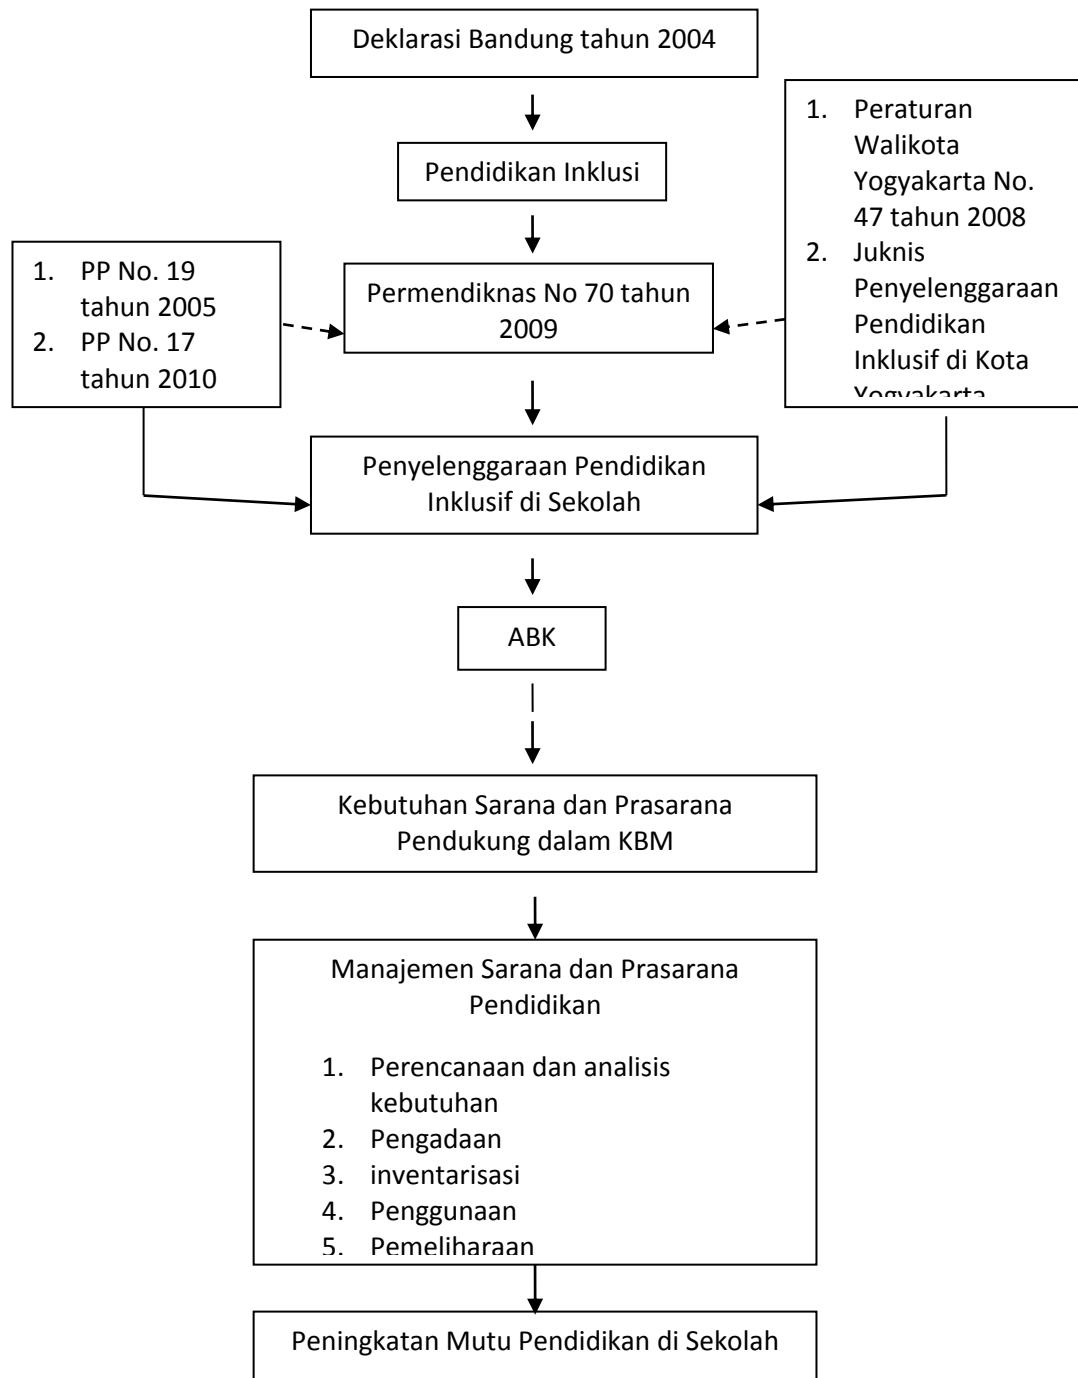 Deklarasi Bandung tahun 2004
Pendidikan Inklusi
1. Peraturan
Walikota
Yogyakarta No.
47 tahun 2008
2. Juknis
Penyelenggaraan
Pendidikan
Inklusif di Kota
Yogyakarta
1. PP No. 19
tahun 2005
2. PP No. 17
tahun 2010
Permendiknas No 70 tahun
2009
Penyelenggaraan Pendidikan
Inklusif di Sekolah
ABK
Kebutuhan Sarana dan Prasarana
Pendukung dalam KBM
Manajemen Sarana dan Prasarana
Pendidikan
1. Perencanaan dan analisis
kebutuhan
2. Pengadaan
3. inventarisasi
4. Penggunaan
5. Pemeliharaan
Peningkatan Mutu Pendidikan di Sekolah